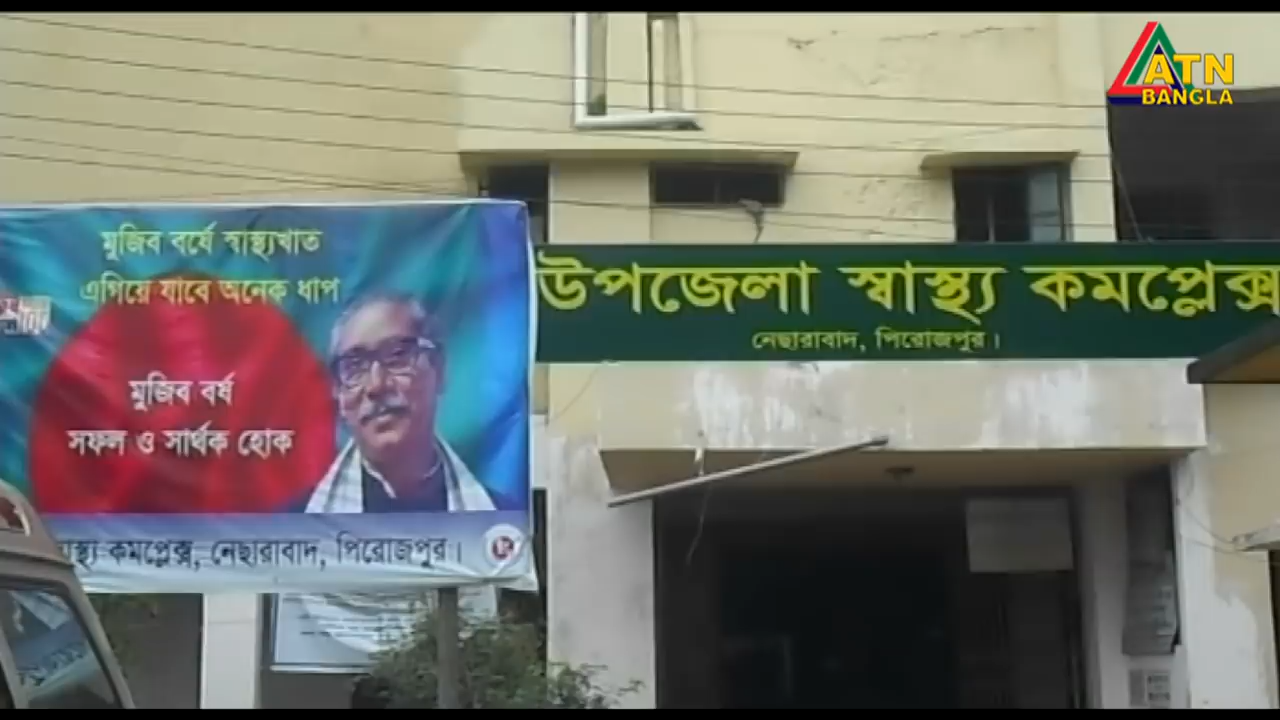 ATN
BANGLA
মুজিব বর্ষে স্বাস্থ্যখাত
এগিয়ে যাবে অনেক ধাপ
মুজিব বর্ষ
সফল ও সার্থক হোক
কমপ্লেক্স, নেছারাবাদ, পিরোজপুর।
উপজেলা স্বাস্থ্য কমপ্লেক্স
নেছারাবাদ, পিরোজপুর।